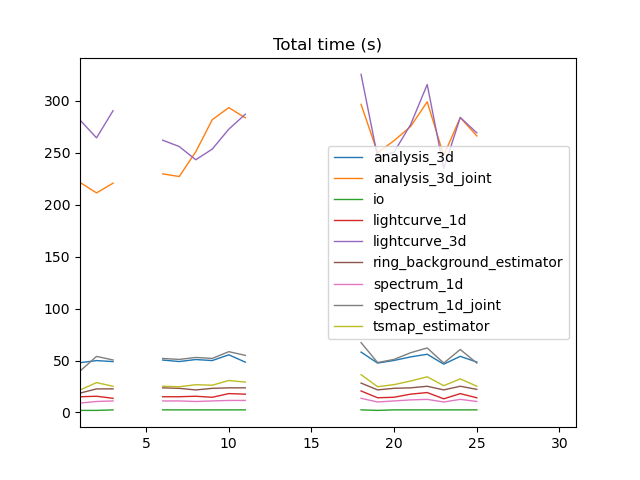 Total time (s)
300
250
200
150
100
50
0
analysis_3d
analysis_3d_joint
io
lightcurve_1d
lightcurve_3d
ring_background_estimator
spectrum_1d
spectrum_1d_joint
tsmap_estimator
5 10 15 20 25 30